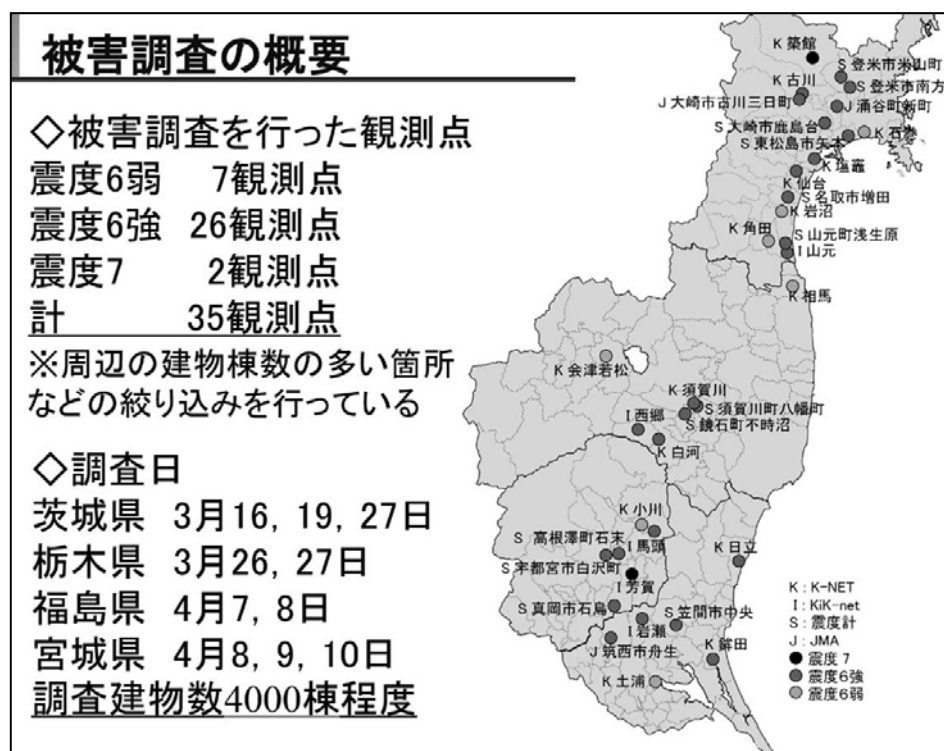 被害調査の概要
◇被害調査を行った観測点
震度6弱 7観測点
震度6強 26観測点
震度7 2観測点
計 35観測点
※周辺の建物棟数の多い箇所
などの絞り込みを行っている
◇調査日
茨城県 3月16, 19, 27日
栃木県 3月26, 27日
福島県 4月7, 8日
宮城県 4月8, 9, 10日
調査建物数4000棟程度
K 築館
S 登米市米山町
K 古川
S 登米市南方
J 大崎市古川三日町
J 涌谷町新町
S 大崎市鹿島台
K 石巻
S 東松島市矢本
K 塩竈
K 仙台
S 名取市増田
K 岩沼
K 角田
S 山元町浅生原
I 山元
K 相馬
K 会津若松
K 須賀川
S 須賀川町八幡町
I 西郷
S 鏡石町不時沼
K 白河
K 小川
S 高根澤町石末
I 馬頭
K 日立
S 宇都宮市白沢町
I 芳賀
S 真岡市石島
S 笠間市中央
I 岩瀬
J 筑西市舟生
K 鉾田
K 土浦
K : K-NET
I : KiK-net
S : 震度計
J : JMA
震度7
震度6強
震度6弱